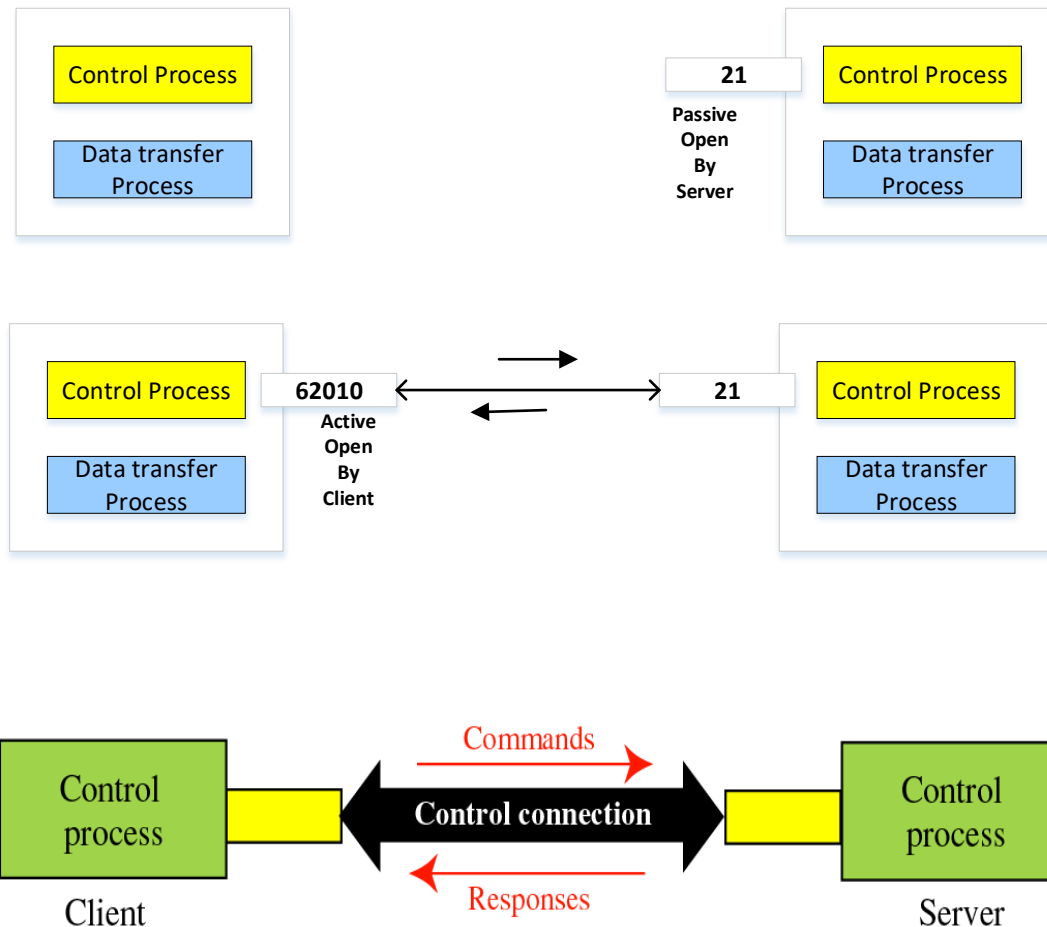 Control Process
Data transfer
Process
21
Passive
Open
By
Server
Control Process
Data transfer
Process
Control Process
Data transfer
Process
62010
Active
Open
By
Client
21
Control Process
Data transfer
Process
Commands
Control
process
Control connection
Control
process
Responses
Client
Server